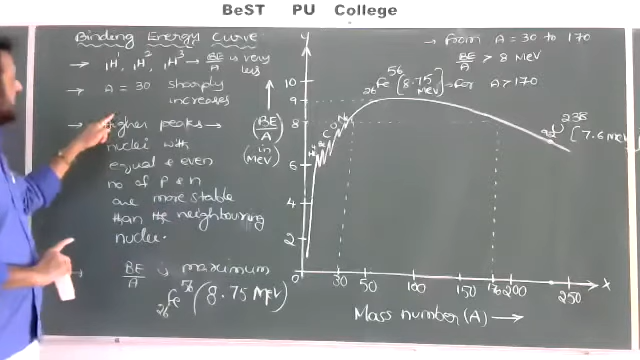 BeST PU College
Binding Energy Curve
→ ₁H¹, ₁H², ₁H³ → BE/A is very less
→ A = 30 sharply
increases
→ Higher peaks →
nuclei with
equal & even
no of p & n
are more stable
than the neighbouring
nuclei.
BE/A is maximum
₂₆Fe⁵⁶ (8.75 MeV)
→ From A = 30 to 170
BE/A > 8 MeV
→ for A > 170
₂₆Fe⁵⁶ [8.75 MeV]
₉₂U²³⁵ [7.6 MeV]
Y
(BE/A)
(in MeV)
10
9
8
6
4
2
0
C
O
30
50
100
150
170
200
250
X
Mass number (A) →